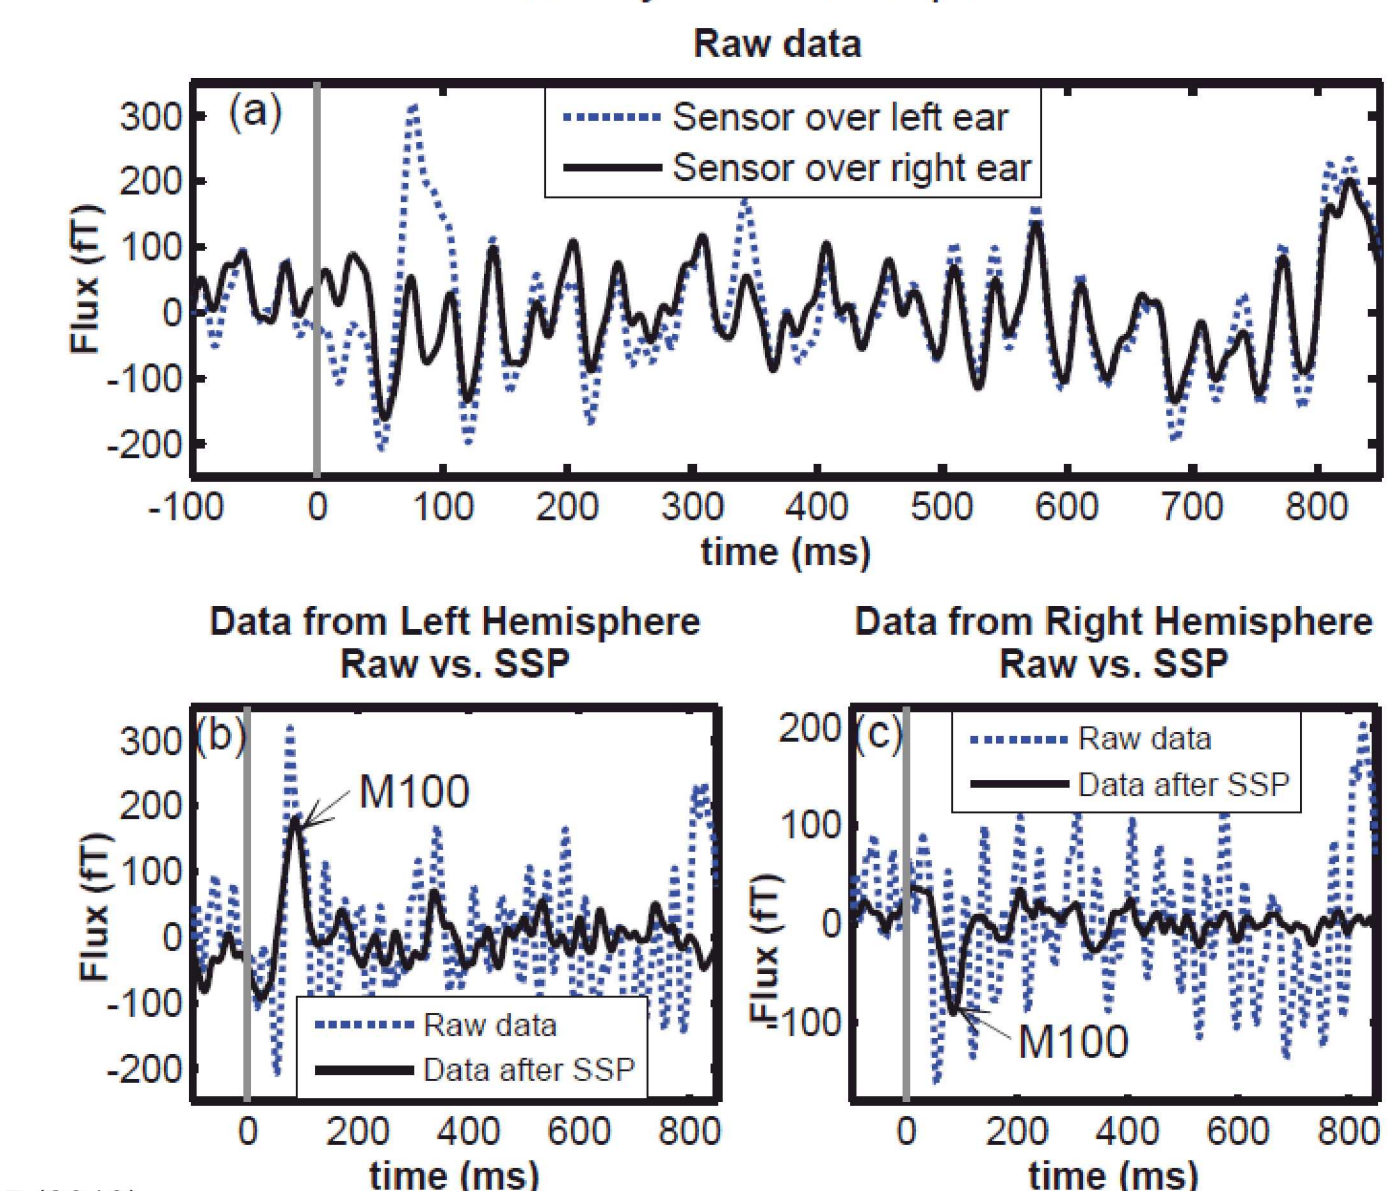 Raw data
(a)
Sensor over left ear
Sensor over right ear
Flux (fT)
300
200
100
0
-100
-200
-100 0 100 200 300 400 500 600 700 800
time (ms)
Data from Left Hemisphere
Raw vs. SSP
(b)
M100
Flux (fT)
300
200
100
0
-100
-200
Raw data
Data after SSP
0 200 400 600 800
time (ms)
Data from Right Hemisphere
Raw vs. SSP
(c)
Raw data
Data after SSP
Flux (fT)
200
100
0
-100
M100
0 200 400 600 800
time (ms)